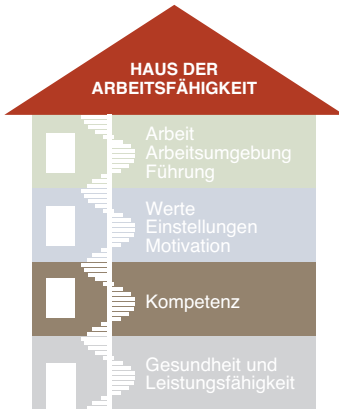 HAUS DER
ARBEITSFÄHIGKEIT
Arbeit
Arbeitsumgebung
Führung
Werte
Einstellungen
Motivation
Kompetenz
Gesundheit und
Leistungsfähigkeit